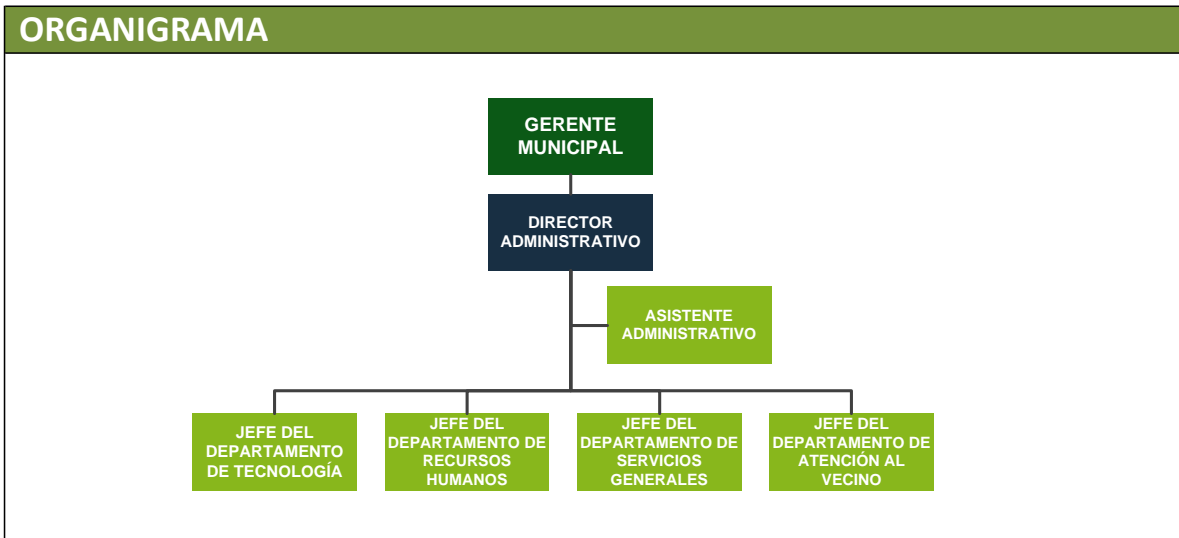 ORGANIGRAMA
GERENTE
MUNICIPAL
DIRECTOR
ADMINISTRATIVO
ASISTENTE
ADMINISTRATIVO
JEFE DEL
DEPARTAMENTO
DE TECNOLOGÍA
JEFE DEL
DEPARTAMENTO DE
RECURSOS
HUMANOS
JEFE DEL
DEPARTAMENTO DE
SERVICIOS
GENERALES
JEFE DEL
DEPARTAMENTO DE
ATENCIÓN AL
VECINO